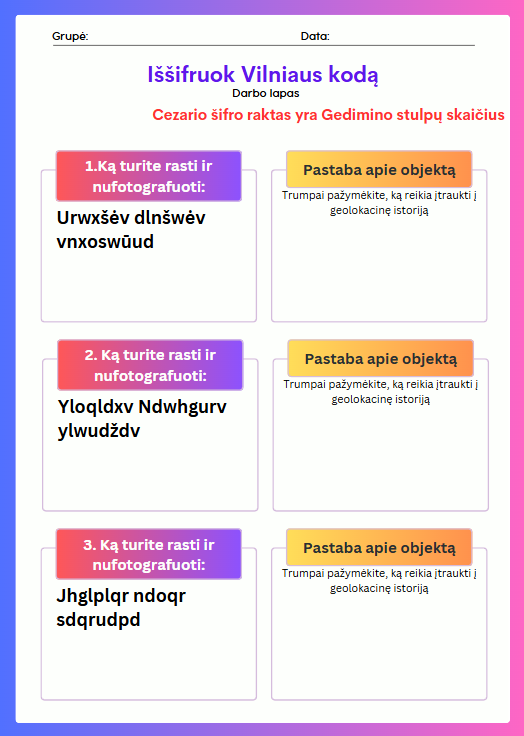 Grupė: Data:
Iššifruok Vilniaus kodą
Darbo lapas
Cezario šifro raktas yra Gedimino stulpų skaičius
1.Ką turite rasti ir
nufotografuoti:
Pastaba apie objektą
Trumpai pažymėkite, ką reikia įtraukti į
geolokacinę istoriją
Urwxšėv dlnšwėv
vnxoswūud
2. Ką turite rasti ir
nufotografuoti:
Pastaba apie objektą
Trumpai pažymėkite, ką reikia įtraukti į
geolokacinę istoriją
Yloqldxv Ndwhgurv
ylwudždv
3. Ką turite rasti ir
nufotografuoti:
Pastaba apie objektą
Trumpai pažymėkite, ką reikia įtraukti į
geolokacinę istoriją
Jhglplqr ndoqr
sdqrudpd